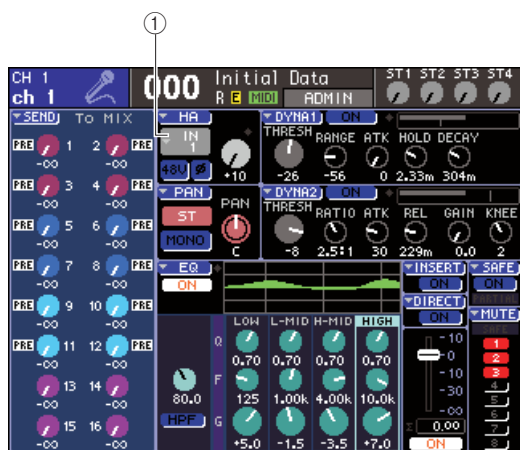 ①
CH 1
ch 1
000 Initial Data
R E MIDI ADMIN
ST1 ST2 ST3 ST4
SEND To MIX
PRE 1 2 PRE
-∞ -∞
PRE 3 4 PRE
-∞ -∞
PRE 5 6 PRE
-∞ -∞
PRE 7 8 PRE
-∞ -∞
PRE 9 10 PRE
-∞ -∞
PRE 11 12 PRE
-∞ -∞
13 14
-∞ -∞
15 16
-∞ -∞
HA
IN
1
48V ø
+10
PAN
ST
MONO
PAN
C
DYNA1 ON
THRESH RANGE ATK HOLD DECAY
-26 -56 0 2.33m 304m
DYNA2 ON
THRESH RATIO ATK REL GAIN KNEE
-8 2.5:1 30 229m 0.0 2
EQ
ON
LOW L-MID H-MID HIGH
Q
0.70 0.70 0.70 0.70
F
80.0 125 1.00k 4.00k 10.0k
HPF
G
+5.0 -1.5 -3.5 +7.0
INSERT
ON
DIRECT
ON
-10
-0
-10
-30
-∞
Σ 0.00
ON
SAFE
ON
PARTIAL
MUTE
SAFE
1
2
3
4
5
6
7
8